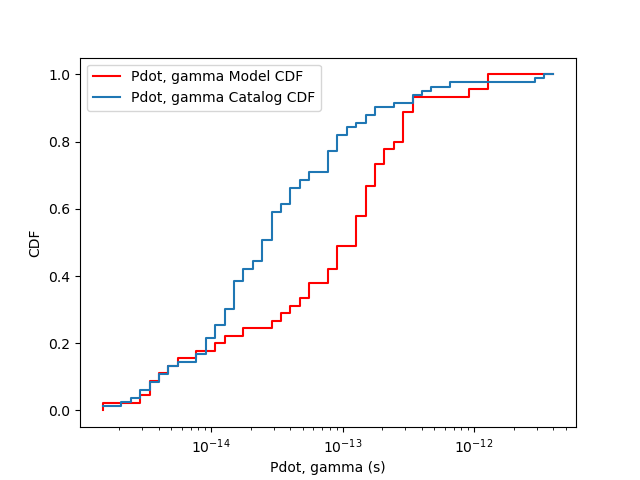 Pdot, gamma Model CDF
Pdot, gamma Catalog CDF
1.0
0.8
0.6
0.4
0.2
0.0
CDF
10⁻¹⁴ 10⁻¹³ 10⁻¹²
Pdot, gamma (s)